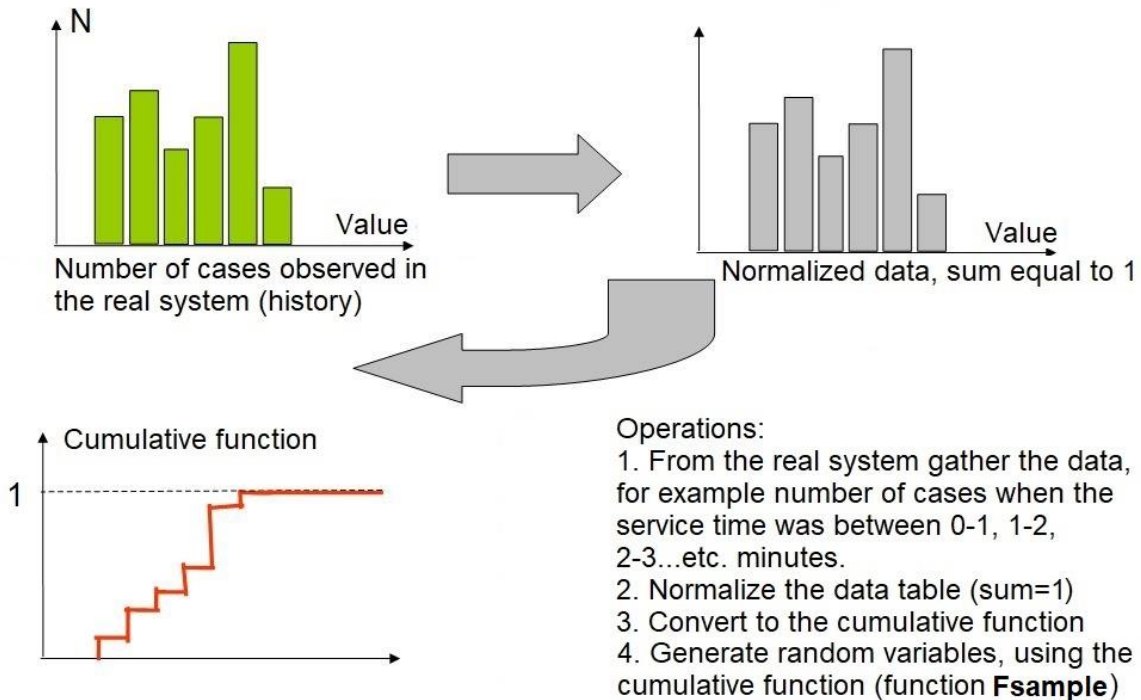 N
Value
Number of cases observed in
the real system (history)
Value
Normalized data, sum equal to 1
Cumulative function
1
Operations:
1. From the real system gather the data,
for example number of cases when the
service time was between 0-1, 1-2,
2-3...etc. minutes.
2. Normalize the data table (sum=1)
3. Convert to the cumulative function
4. Generate random variables, using the
cumulative function (function Fsample)